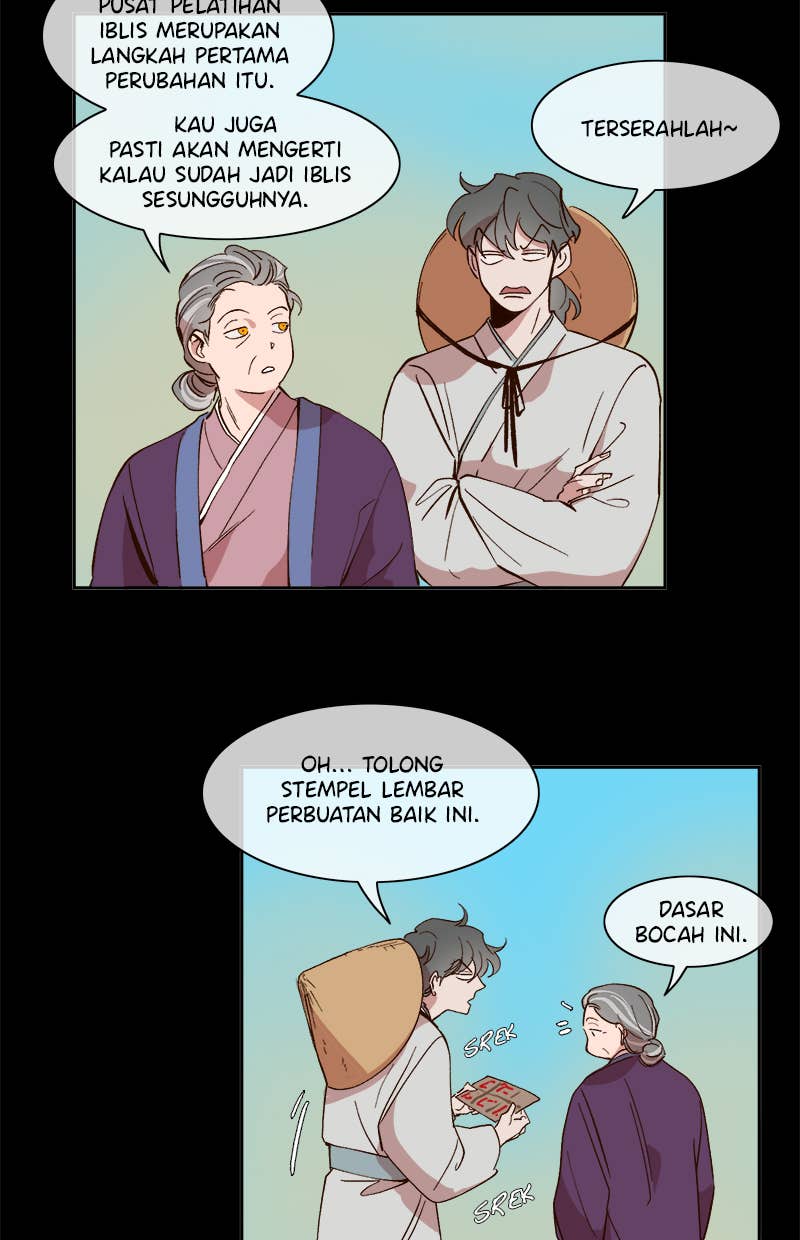 PUSAT PELATIHAN
IBLIS MERUPAKAN
LANGKAH PERTAMA
PERUBAHAN ITU.
KAU JUGA
PASTI AKAN MENGERTI
KALAU SUDAH JADI IBLIS
SESUNGGUHNYA.
TERSERAHLAH~
OH... TOLONG
STEMPEL LEMBAR
PERBUATAN BAIK INI.
DASAR
BOCAH INI.
SREK
SREK